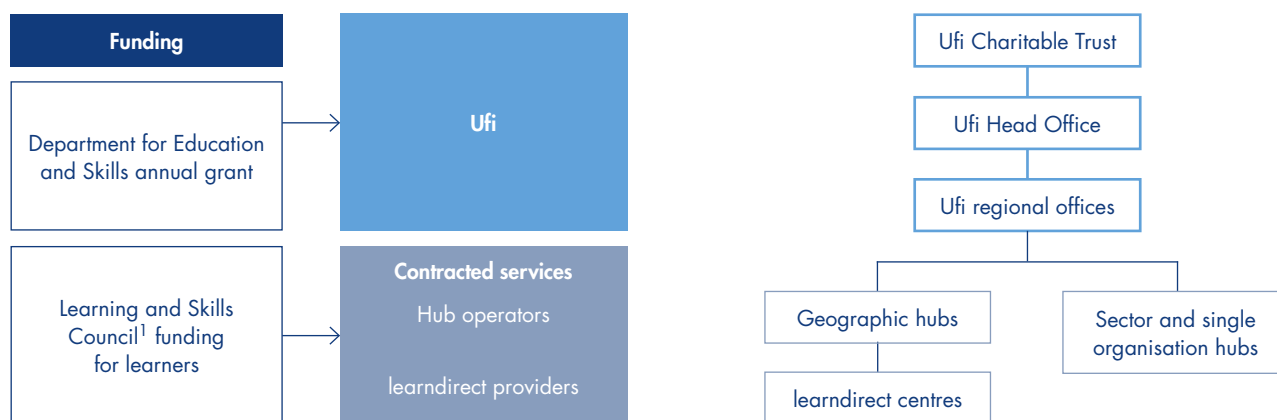 Funding
Department for Education
and Skills annual grant
Ufi
Learning and Skills
Council¹ funding
for learners
Contracted services
Hub operators
learndirect providers
Ufi Charitable Trust
Ufi Head Office
Ufi regional offices
Geographic hubs
Sector and single
organisation hubs
learndirect centres